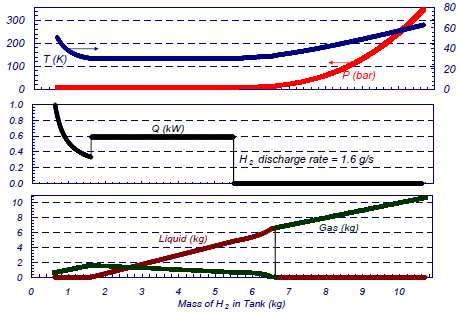 300
200
100
0
80
60
40
20
0
T (K)
P (bar)
1.0
0.8
0.6
0.4
0.2
0.0
Q (kW)
H2 discharge rate = 1.6 g/s
10
8
6
4
2
0
Liquid (kg)
Gas (kg)
0 1 2 3 4 5 6 7 8 9 10
Mass of H2 in Tank (kg)